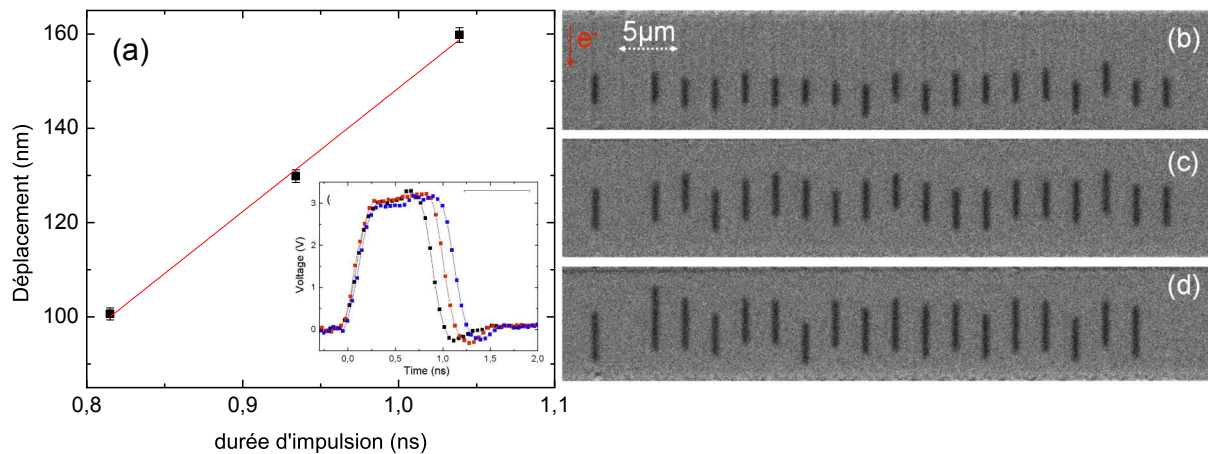 (a)
160
140
120
100
Déplacement (nm)
0,8
0,9
1,0
1,1
durée d'impulsion (ns)
(
3
2
1
0
Voltage (V)
0,0
0,5
1,0
1,5
2,0
Time (ns)
(b)
e-
5µm
(c)
(d)